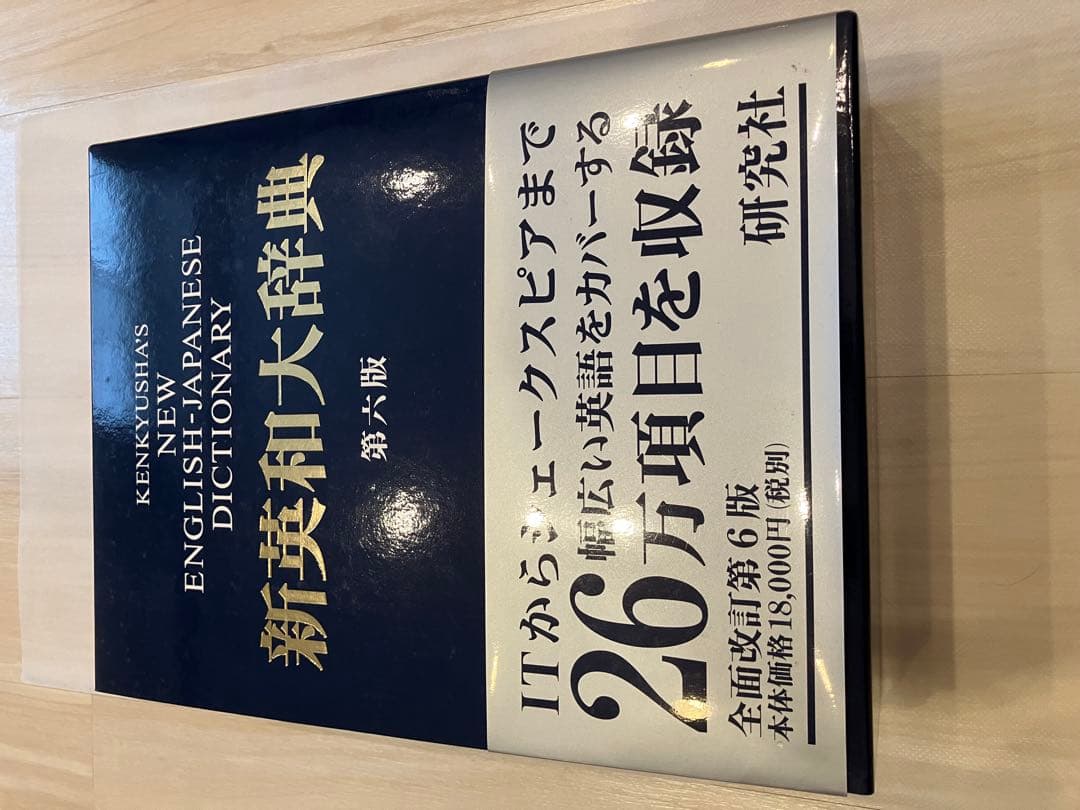 KENKYUSHA'S
NEW
ENGLISH-JAPANESE
DICTIONARY
新英和大辞典
第六版
ITからシェークスピアまで
幅広い英語をカバーする
26万項目を収録
全面改訂第6版
本体価格18,000円(税別)
研究社